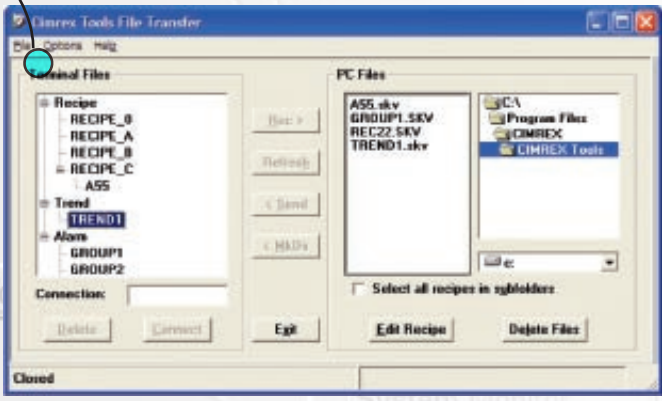 Cimrex Tools File Transfer
File Options Help
Terminal Files
Recipe
RECIPE_0
RECIPE_A
RECIPE_B
RECIPE_C
A55
Trend
TREND1
Alarm
GROUP1
GROUP2
Connection:
Delete Connect
Rec >
Refresh
< Send
< MkDir
Exit
PC Files
A55.skv
GROUP1.SKV
REC22.SKV
TREND1.skv
C:\
Program Files
CIMREX
CIMREX Tools
c:
Select all recipes in subfolders
Edit Recipe Delete Files
Closed